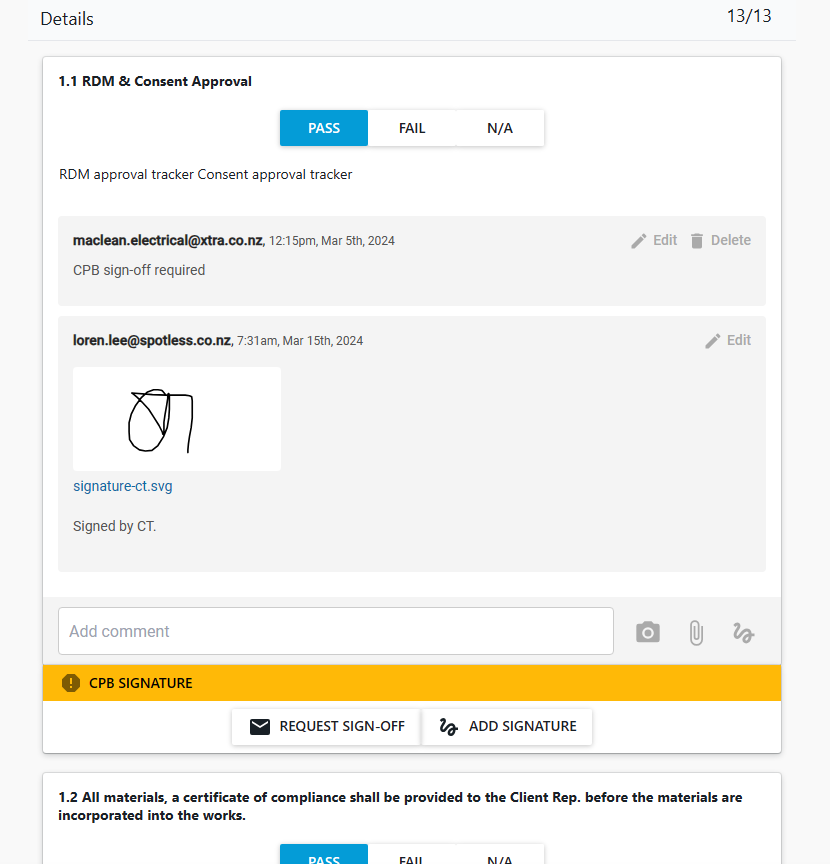 Details
13/13
1.1 RDM & Consent Approval
PASS FAIL N/A
RDM approval tracker Consent approval tracker
maclean.electrical@xtra.co.nz, 12:15pm, Mar 5th, 2024 Edit Delete
CPB sign-off required
loren.lee@spotless.co.nz, 7:31am, Mar 15th, 2024 Edit
signature-ct.svg
Signed by CT.
Add comment
CPB SIGNATURE
REQUEST SIGN-OFF ADD SIGNATURE
1.2 All materials, a certificate of compliance shall be provided to the Client Rep. before the materials are
incorporated into the works.
PASS FAIL N/A